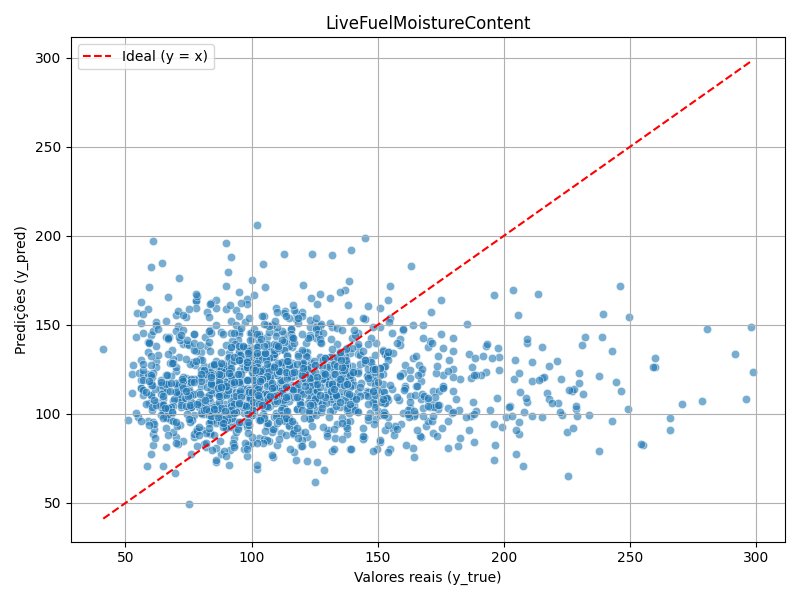 LiveFuelMoistureContent
Ideal (y = x)
Predições (y_pred)
300
250
200
150
100
50
50 100 150 200 250 300
Valores reais (y_true)